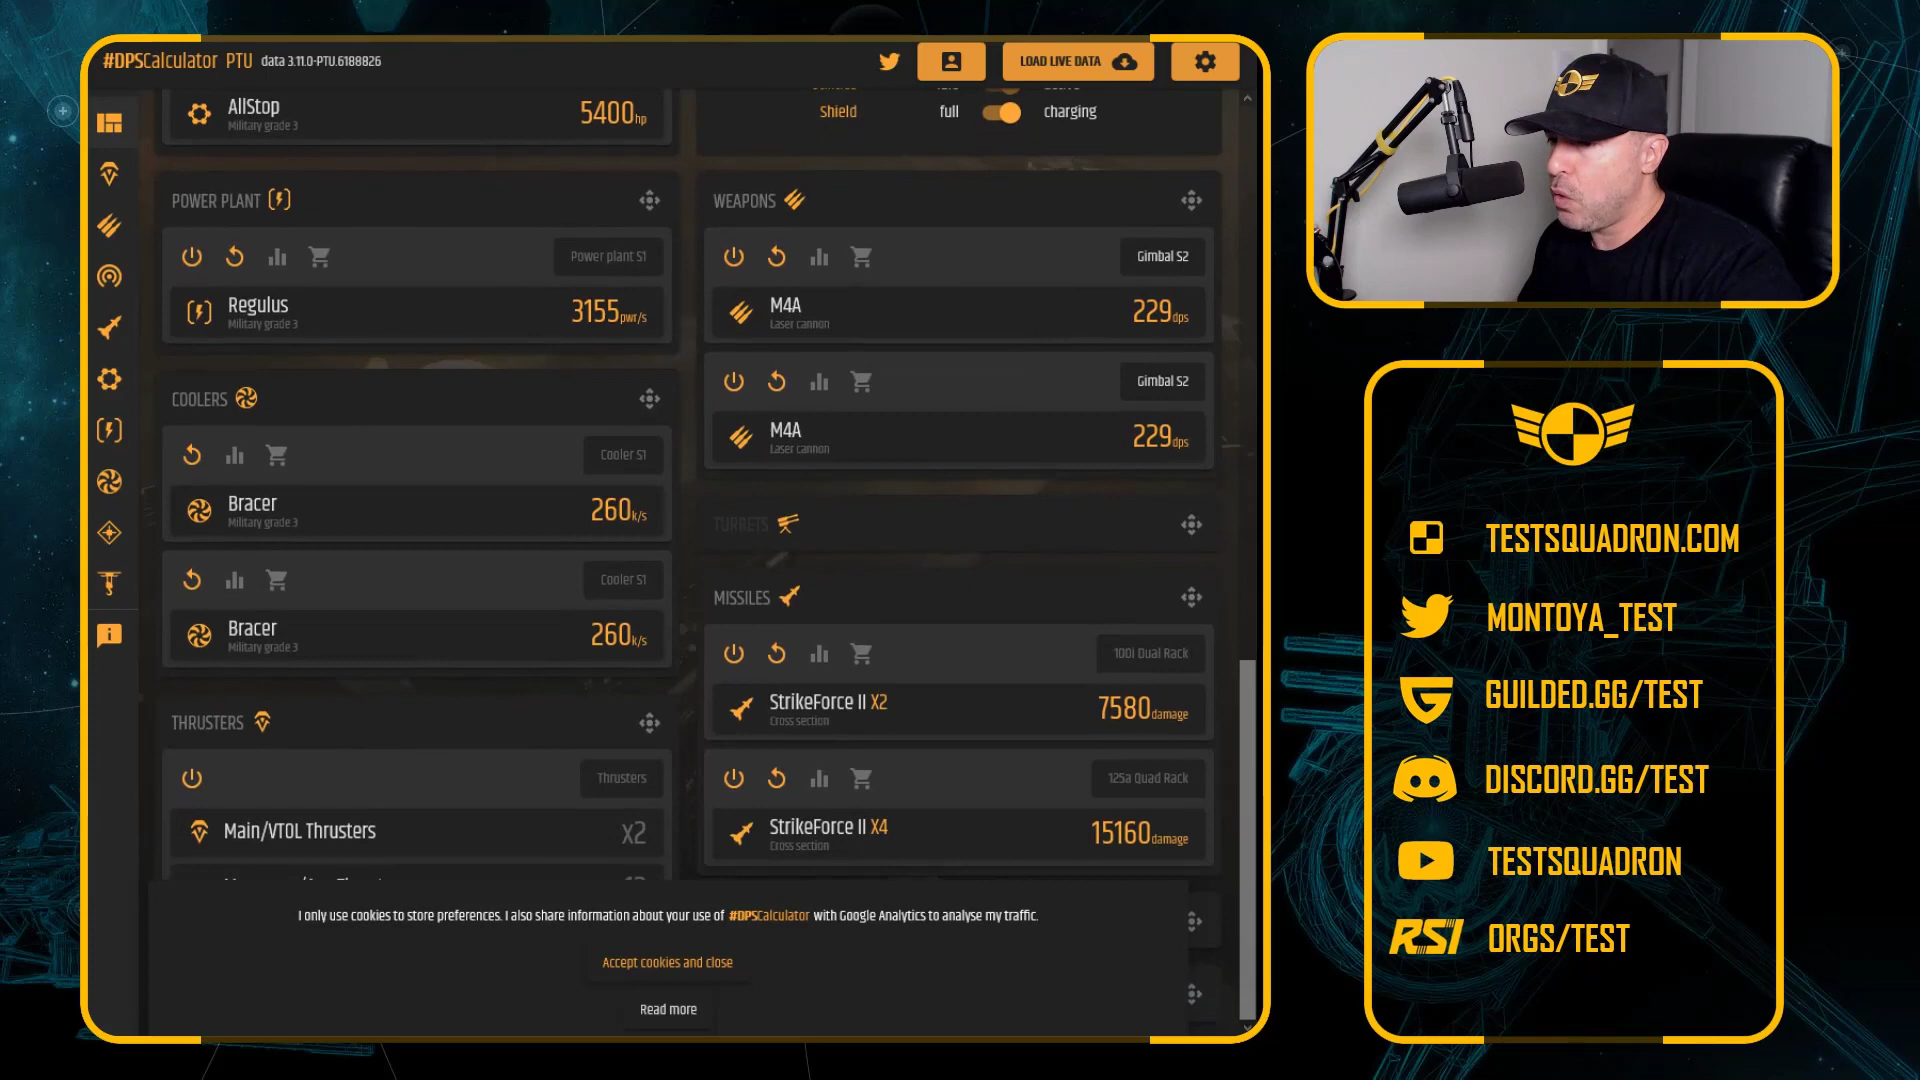 #DPSCalculator PTU data 3.11.0-PTU.6188826
LOAD LIVE DATA
AllStop
Military grade 3
5400hp
Shield full charging
POWER PLANT
Power plant S1
Regulus
Military grade 3
3155pwr/s
COOLERS
Cooler S1
Bracer
Military grade 3
260k/s
Cooler S1
Bracer
Military grade 3
260k/s
THRUSTERS
Thrusters
Main/VTOL Thrusters X2
WEAPONS
Gimbal S2
M4A
Laser cannon
229dps
Gimbal S2
M4A
Laser cannon
229dps
TURRETS
MISSILES
100i Dual Rack
StrikeForce II X2
Cross section
7580damage
125a Quad Rack
StrikeForce II X4
Cross section
15160damage
I only use cookies to store preferences. I also share information about your use of #DPSCalculator with Google Analytics to analyse my traffic.
Accept cookies and close
Read more
TESTSQUADRON.COM
MONTOYA_TEST
GUILDED.GG/TEST
DISCORD.GG/TEST
TESTSQUADRON
RSI ORGS/TEST